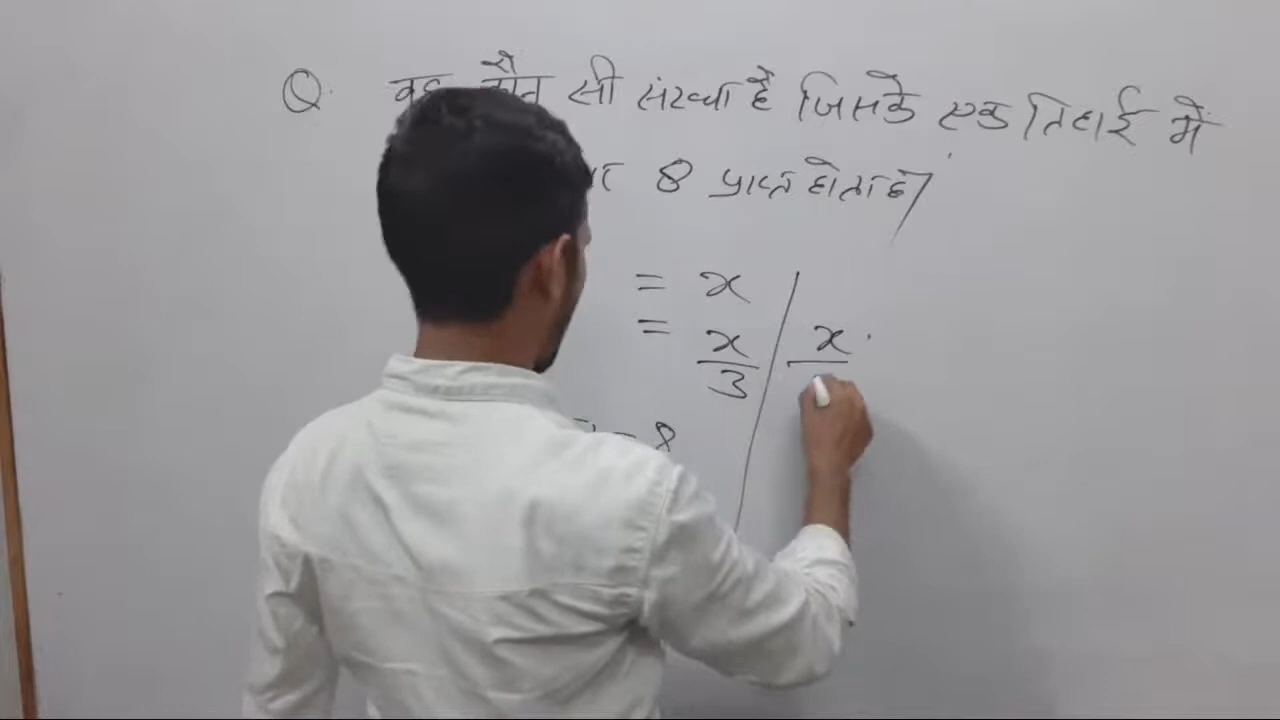 Q. वह कौन सी संख्या है जिसके एक तिहाई में
8 प्राप्त होता है।
= x
= x/3
x
= 8